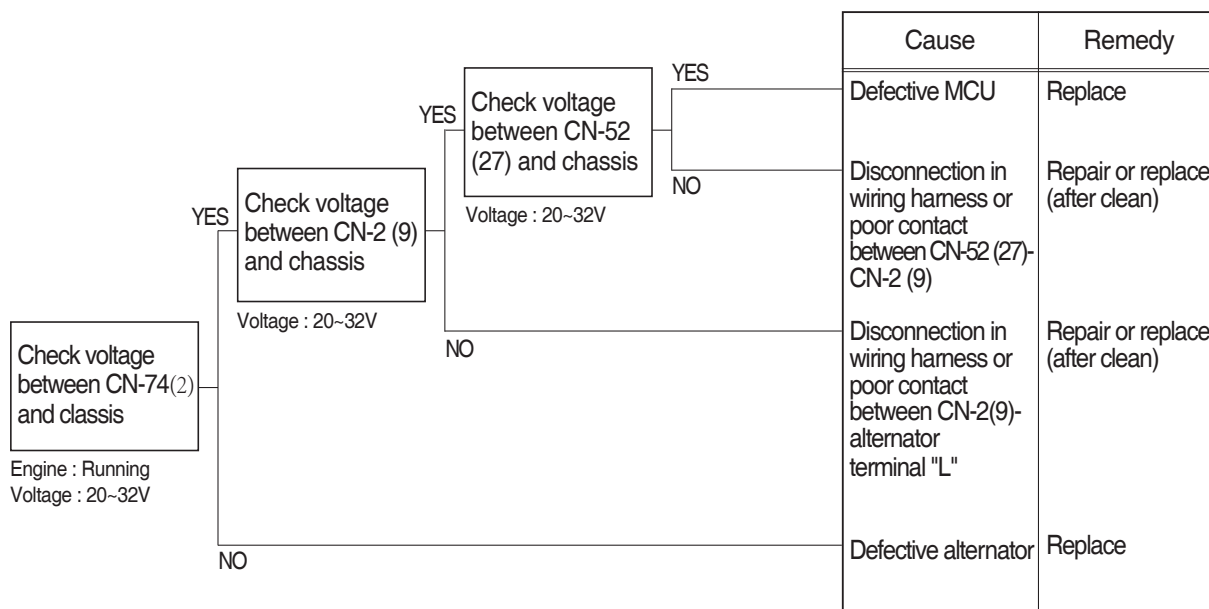 Cause
Remedy
YES
Defective MCU
Replace
YES
Check voltage
between CN-52
(27) and chassis
NO
Disconnection in
wiring harness or
poor contact
between CN-52 (27)-
CN-2 (9)
Repair or replace
(after clean)
Voltage : 20~32V
YES
Check voltage
between CN-2 (9)
and chassis
Voltage : 20~32V
NO
Disconnection in
wiring harness or
poor contact
between CN-2(9)-
alternator
terminal "L"
Repair or replace
(after clean)
Check voltage
between CN-74(2)
and classis
Engine : Running
Voltage : 20~32V
NO
Defective alternator
Replace